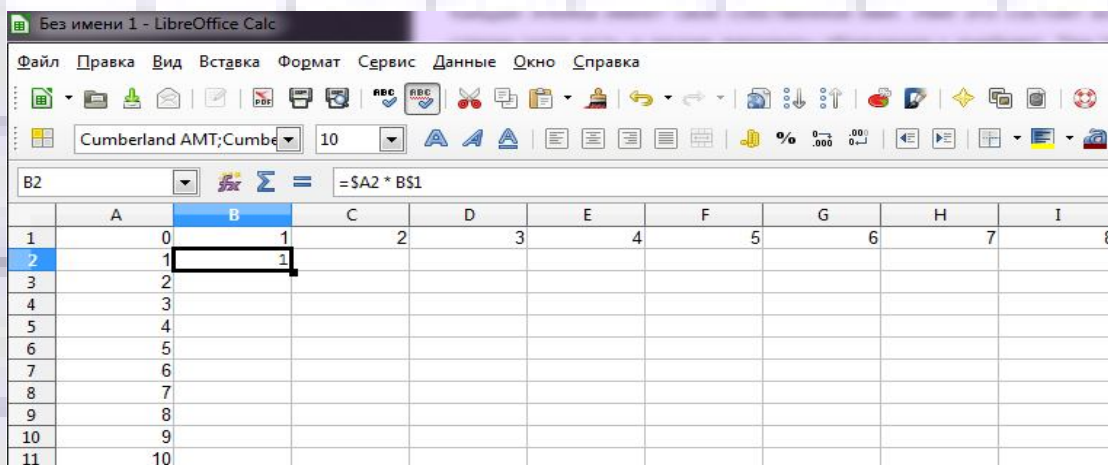 Без имени 1 - LibreOffice Calc
Файл Правка Вид Вставка Формат Сервис Данные Окно Справка
Cumberland AMT;Cumbe 10
B2 =$A2 * B$1
A B C D E F G H I
1 0 1 2 3 4 5 6 7
2 1 1
3 2
4 3
5 4
6 5
7 6
8 7
9 8
10 9
11 10